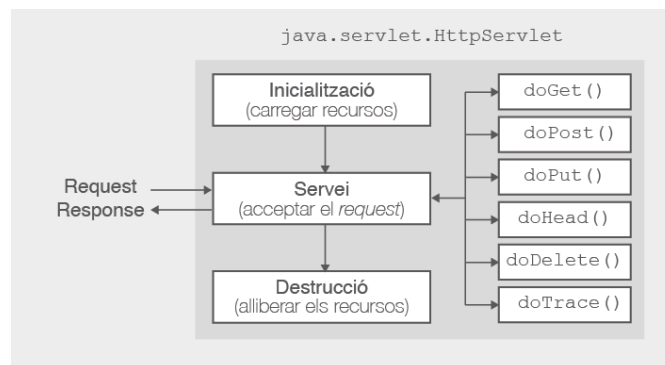 java.servlet.HttpServlet
Inicialització
(carregar recursos)
Request
Response
Servei
(acceptar el request)
Destrucció
(alliberar els recursos)
doGet()
doPost()
doPut()
doHead()
doDelete()
doTrace()